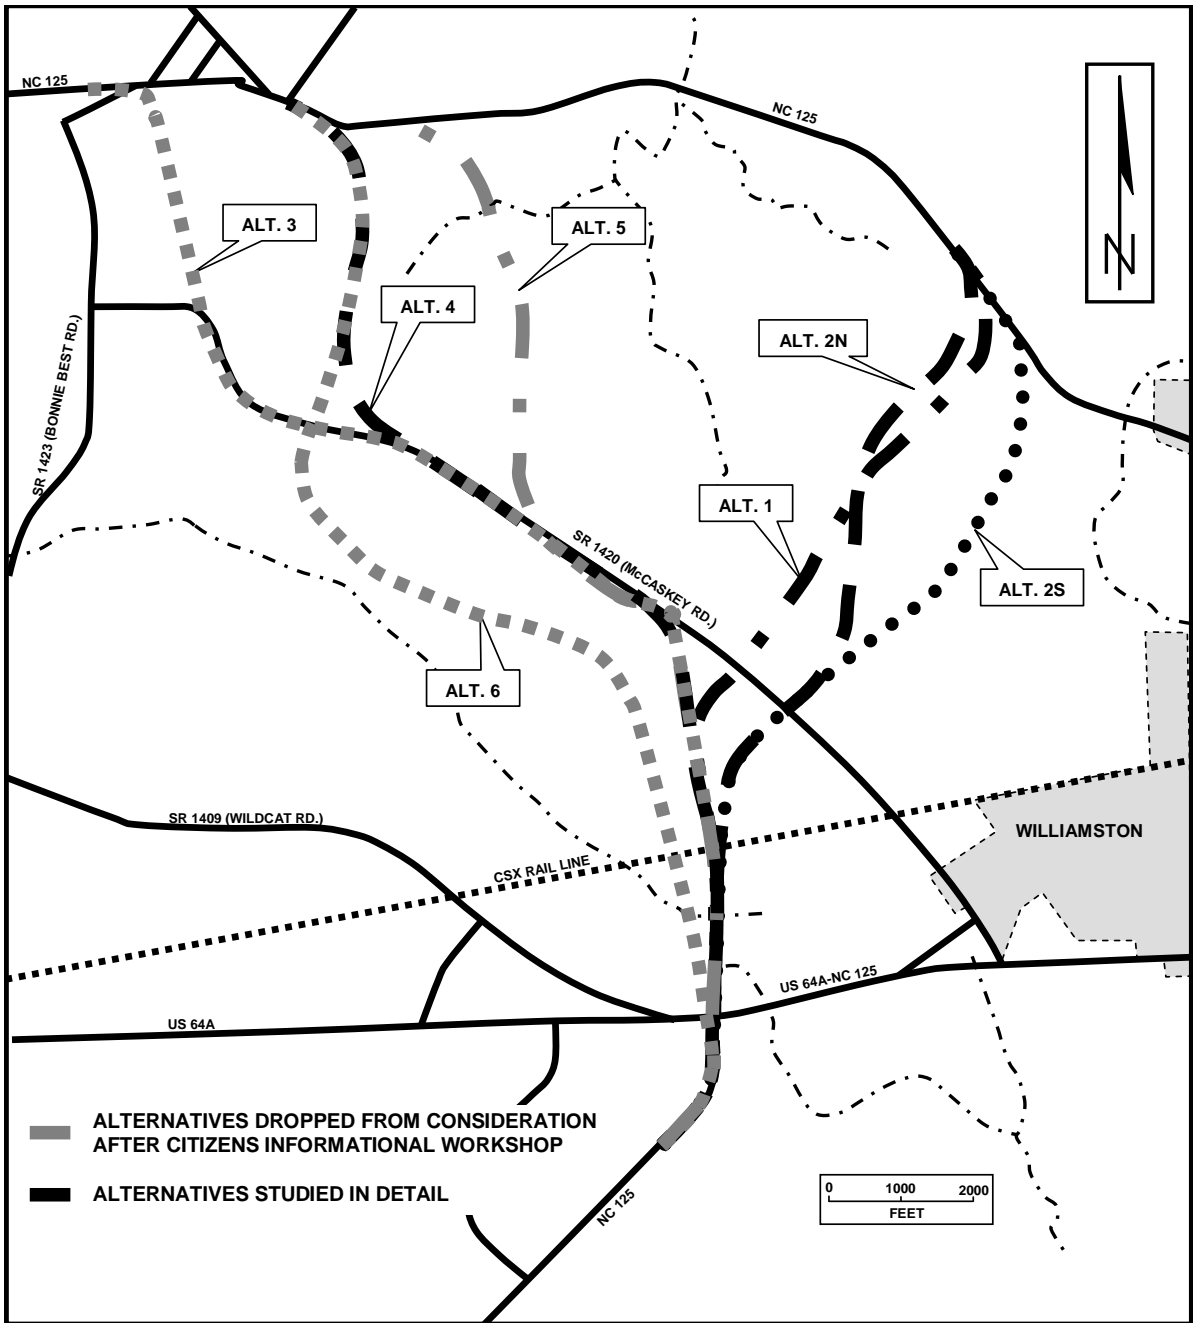 NC 125
NC 125
ALT. 3
ALT. 5
ALT. 4
ALT. 2N
SR 1423 (BONNIE BEST RD.)
ALT. 1
SR 1420 (McCASKEY RD.)
ALT. 2S
ALT. 6
SR 1409 (WILDCAT RD.)
WILLIAMSTON
CSX RAIL LINE
US 64A-NC 125
US 64A
ALTERNATIVES DROPPED FROM CONSIDERATION
AFTER CITIZENS INFORMATIONAL WORKSHOP
ALTERNATIVES STUDIED IN DETAIL
NC 125
0 1000 2000
FEET
N